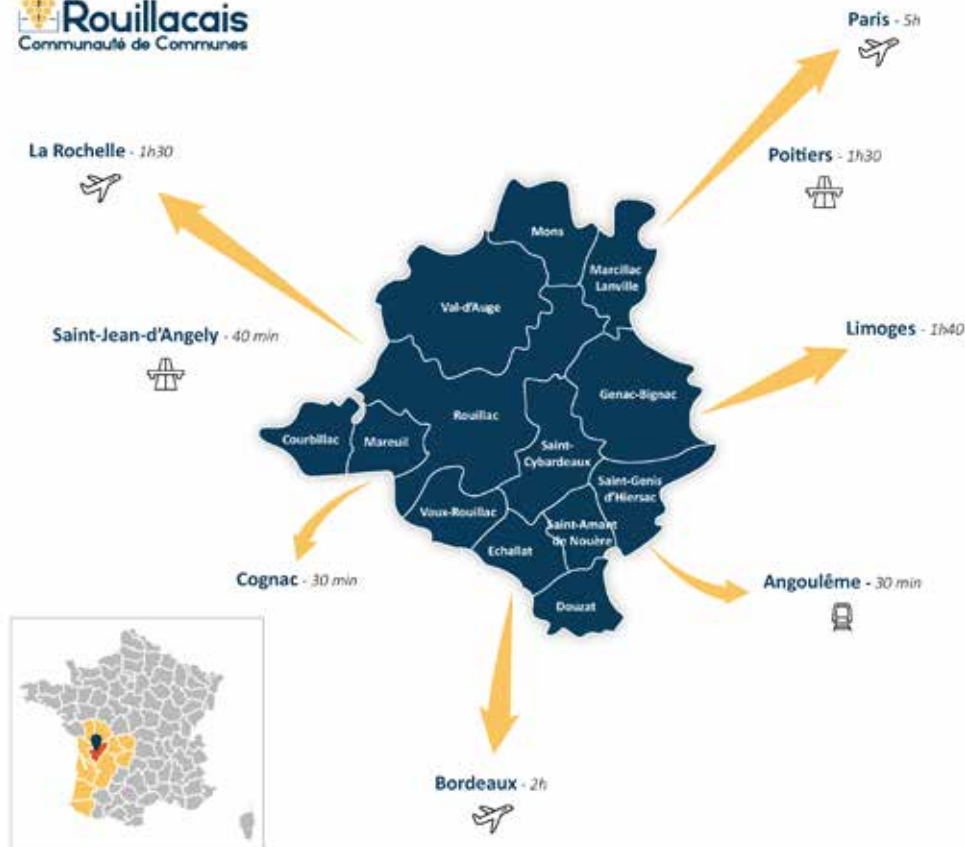 Rouillacais
Communauté de Communes
Paris - 5h
La Rochelle - 1h30
Poitiers - 1h30
Mons
Marcillac
Lanville
Val-d'Auge
Saint-Jean-d'Angely - 40 min
Limoges - 1h40
Genac-Bignac
Rouillac
Courbillac
Mareuil
Saint-
Cybardeaux
Saint-Genis
d'Hiersac
Vaux-Rouillac
Saint-Amant
de Nouère
Echallat
Cognac - 30 min
Angoulême - 30 min
Douzat
Bordeaux - 2h